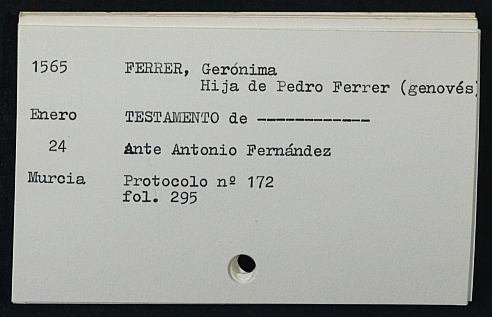 1565 FERRER, Gerónima
Hija de Pedro Ferrer (genovés)
Enero TESTAMENTO de ------------
24 Ante Antonio Fernández
Murcia Protocolo nº 172
fol. 295